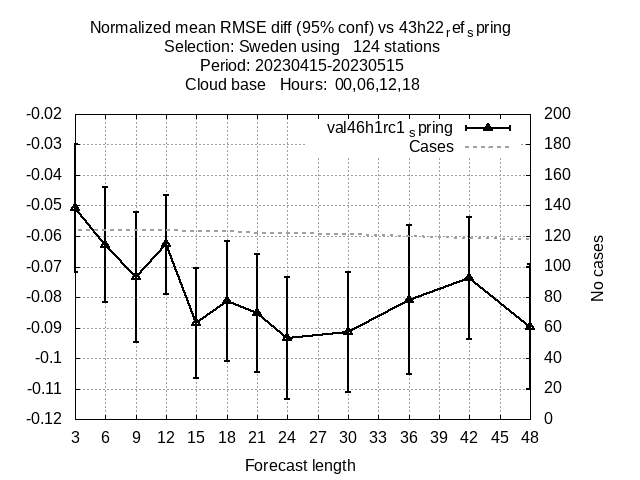 Normalized mean RMSE diff (95% conf) vs 43h22ref spring
Selection: Sweden using 124 stations
Period: 20230415-20230515
Cloud base Hours: 00,06,12,18
val46h1rc1spring
Cases
-0.02
-0.03
-0.04
-0.05
-0.06
-0.07
-0.08
-0.09
-0.1
-0.11
-0.12
200
180
160
140
120
100
80
60
40
20
0
No cases
3 6 9 12 15 18 21 24 27 30 33 36 39 42 45 48
Forecast length